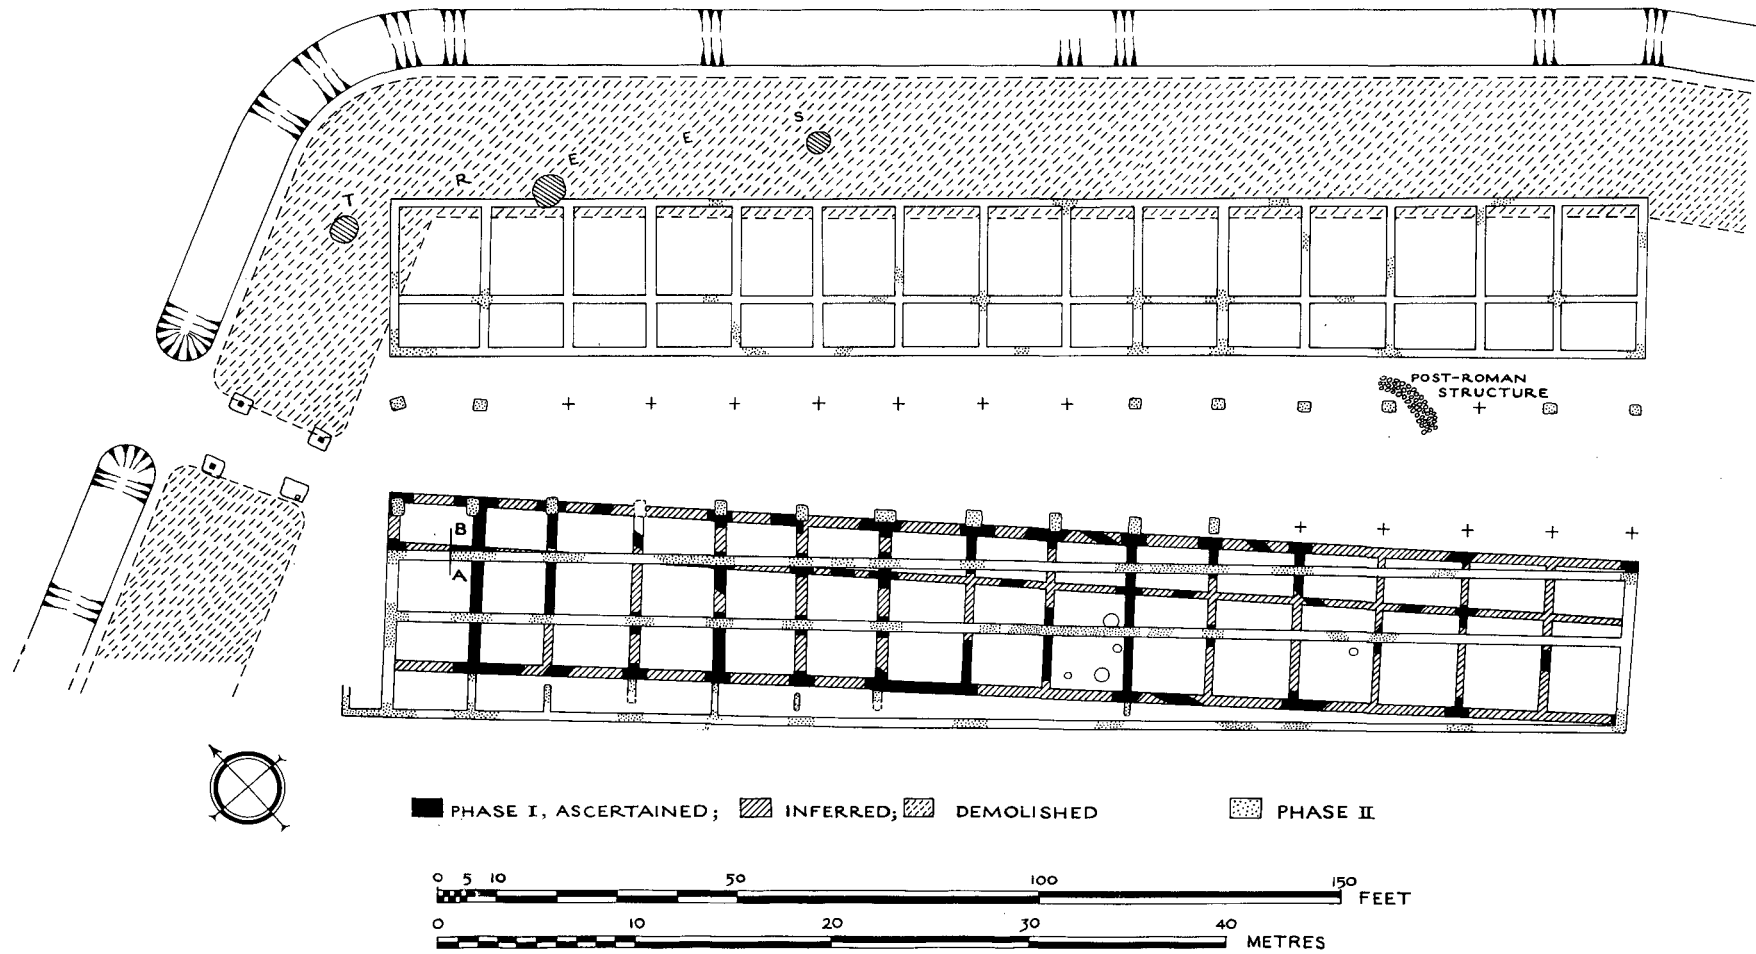 T R E E S
POST-ROMAN
STRUCTURE
B
A
PHASE I, ASCERTAINED; INFERRED; DEMOLISHED PHASE II
0 5 10 50 100 150 FEET
0 10 20 30 40 METRES